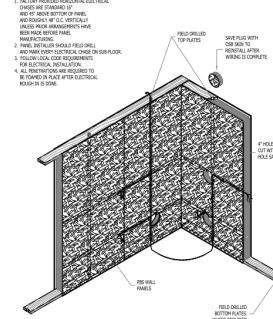 1. FACTORY PROVIDED HORIZONTAL ELECTRICAL
CHASES ARE STANDARD 16"
AND 45" ABOVE BOTTOM OF PANEL
AND ROUGHLY 48" O.C. VERTICALLY
UNLESS PRIOR ARRANGEMENTS HAVE
BEEN MADE BEFORE PANEL
MANUFACTURING.
2. PANEL INSTALLER SHOULD FIELD DRILL
AND MARK EVERY ELECTRICAL CHASE ON SUB-FLOOR.
3. FOLLOW LOCAL CODE REQUIREMENTS
FOR ELECTRICAL INSTALLATION.
4. ALL PENETRATIONS ARE REQUIRED TO
BE FOAMED IN PLACE AFTER ELECTRICAL
ROUGH IN IS DONE.
FIELD DRILLED
TOP PLATES
SAVE PLUG WITH
OSB SKIN TO
REINSTALL AFTER
WIRING IS COMPLETE
4" HOLE
CUT WIT
HOLE SA
PBS WALL
PANELS
FIELD DRILLED
BOTTOM PLATES.